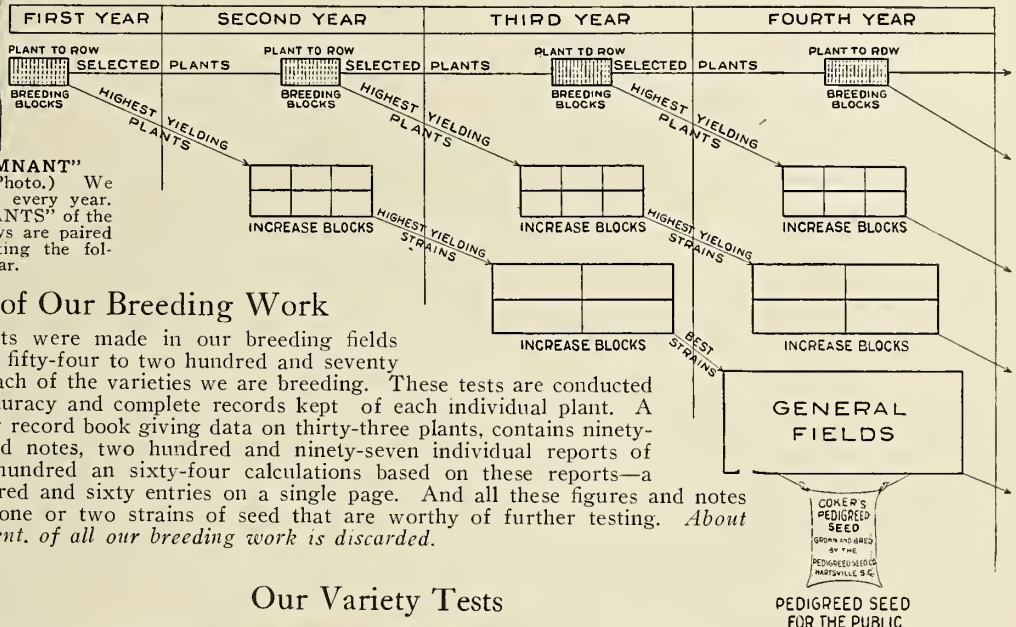 FIRST YEAR SECOND YEAR THIRD YEAR FOURTH YEAR
PLANT TO ROW PLANT TO ROW PLANT TO ROW PLANT TO ROW
SELECTED PLANTS SELECTED PLANTS SELECTED PLANTS
BREEDING BLOCKS BREEDING BLOCKS BREEDING BLOCKS BREEDING BLOCKS
HIGHEST YIELDING PLANTS HIGHEST YIELDING PLANTS HIGHEST YIELDING PLANTS
MNANT"
Photo.) We
every year.
ANTS" of the
ws are paired
ting the fol-
ar.
INCREASE BLOCKS INCREASE BLOCKS INCREASE BLOCKS
HIGHEST YIELDING STRAINS HIGHEST YIELDING STRAINS
INCREASE BLOCKS INCREASE BLOCKS
BEST STRAINS
GENERAL
FIELDS
COKER'S
PEDIGREED
SEED
GROWN AND BRED
BY THE
PEDIGREED SEED CO.
HARTSVILLE S.C.
PEDIGREED SEED
FOR THE PUBLIC
of Our Breeding Work
ts were made in our breeding fields
fifty-four to two hundred and seventy
ach of the varieties we are breeding. These tests are conducted
curacy and complete records kept of each individual plant. A
record book giving data on thirty-three plants, contains ninety-
d notes, two hundred and ninety-seven individual reports of
hundred an sixty-four calculations based on these reports—a
red and sixty entries on a single page. And all these figures and notes
one or two strains of seed that are worthy of further testing. About
nt. of all our breeding work is discarded.
Our Variety Tests